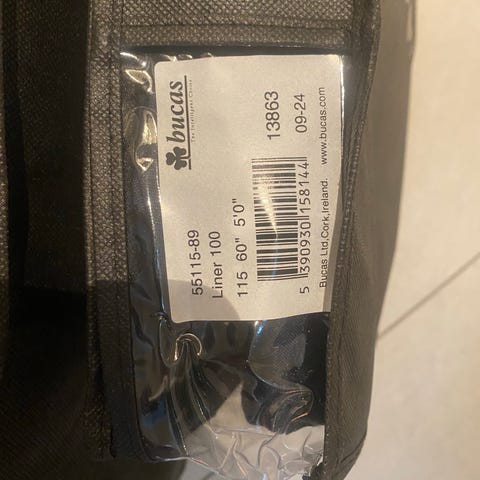 bucas
The Intelligent Choice
13863
09-24
55115-89
Liner 100
115 60" 5'0"
5 390930 158144
Bucas Ltd,Cork,Ireland. www.bucas.com